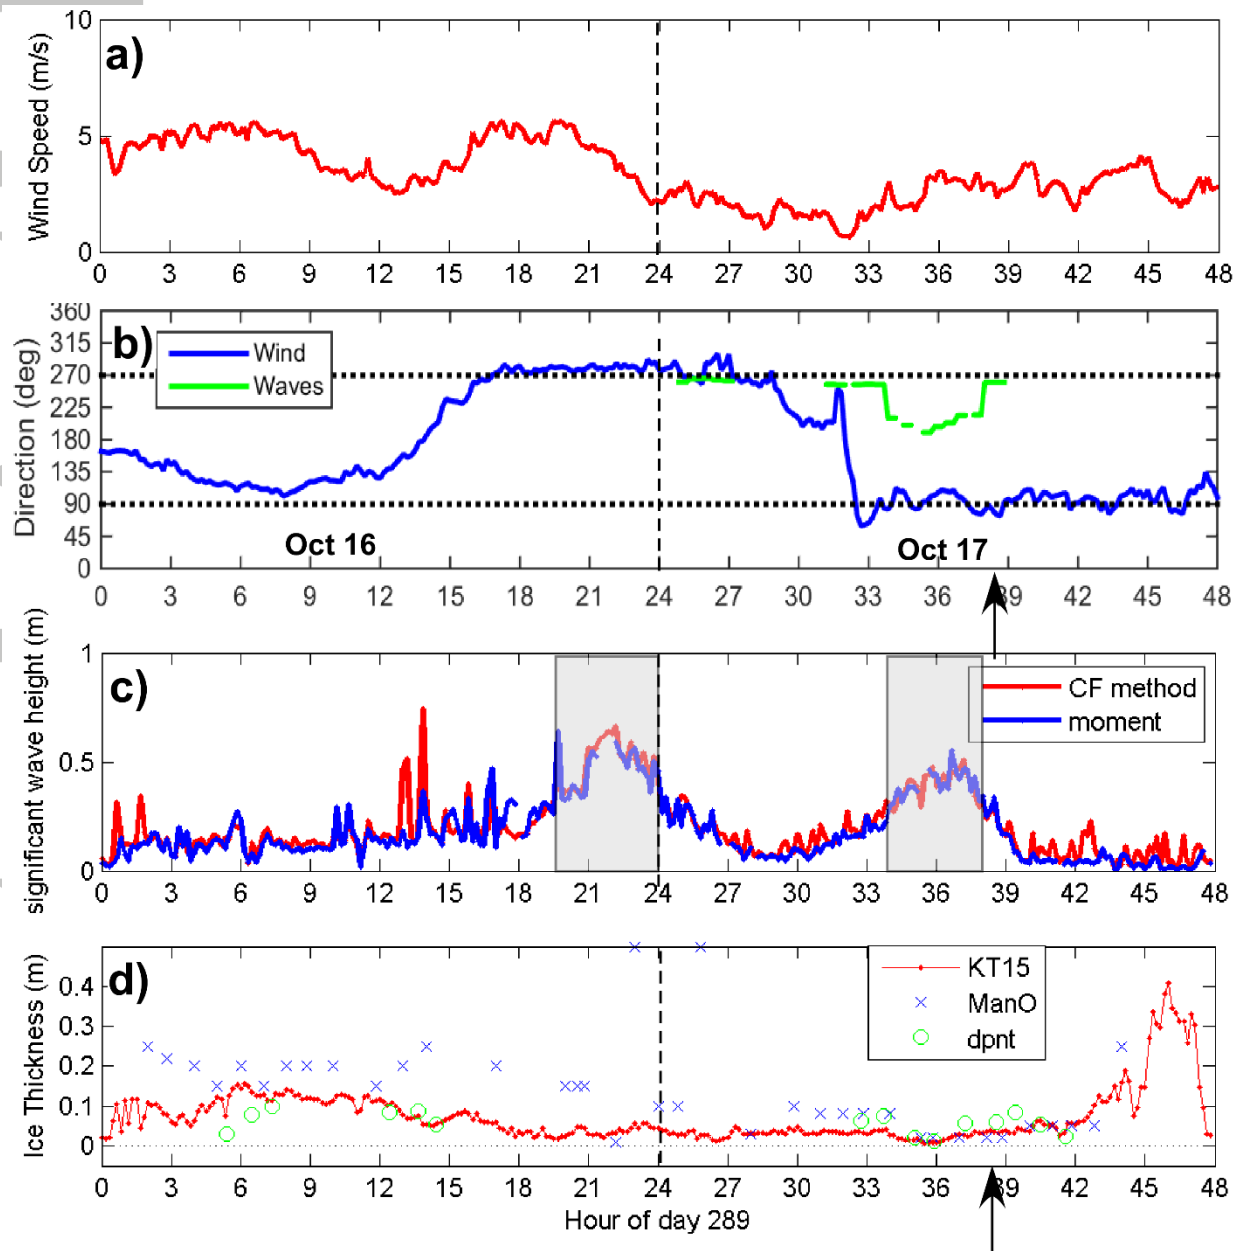 a)
Wind Speed (m/s)
10
5
0
0 3 6 9 12 15 18 21 24 27 30 33 36 39 42 45 48
b)
Direction (deg)
360
315
270
225
180
135
90
45
0
Wind
Waves
Oct 16
Oct 17
0 3 6 9 12 15 18 21 24 27 30 33 36 39 42 45 48
c)
significant wave height (m)
1
0.5
0
CF method
moment
0 3 6 9 12 15 18 21 24 27 30 33 36 39 42 45 48
d)
Ice Thickness (m)
0.4
0.3
0.2
0.1
0
KT15
ManO
dpnt
0 3 6 9 12 15 18 21 24 27 30 33 36 39 42 45 48
Hour of day 289